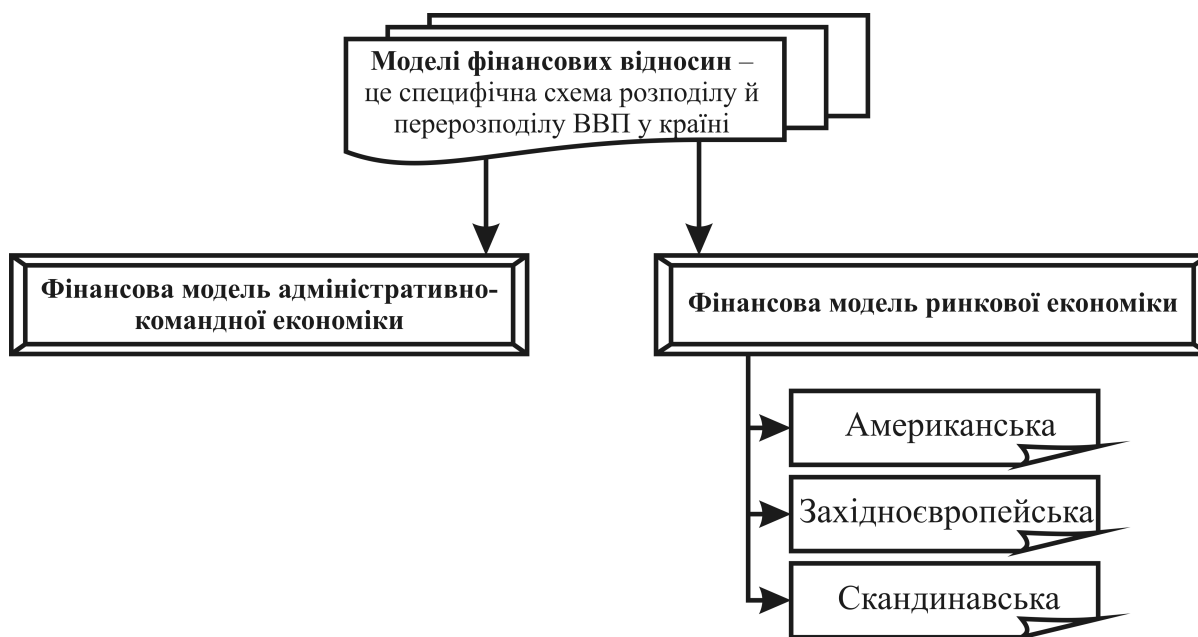 Моделі фінансових відносин –
це специфічна схема розподілу й
перерозподілу ВВП у країні
Фінансова модель адміністративно-
командної економіки
Фінансова модель ринкової економіки
Американська
Західноєвропейська
Скандинавська